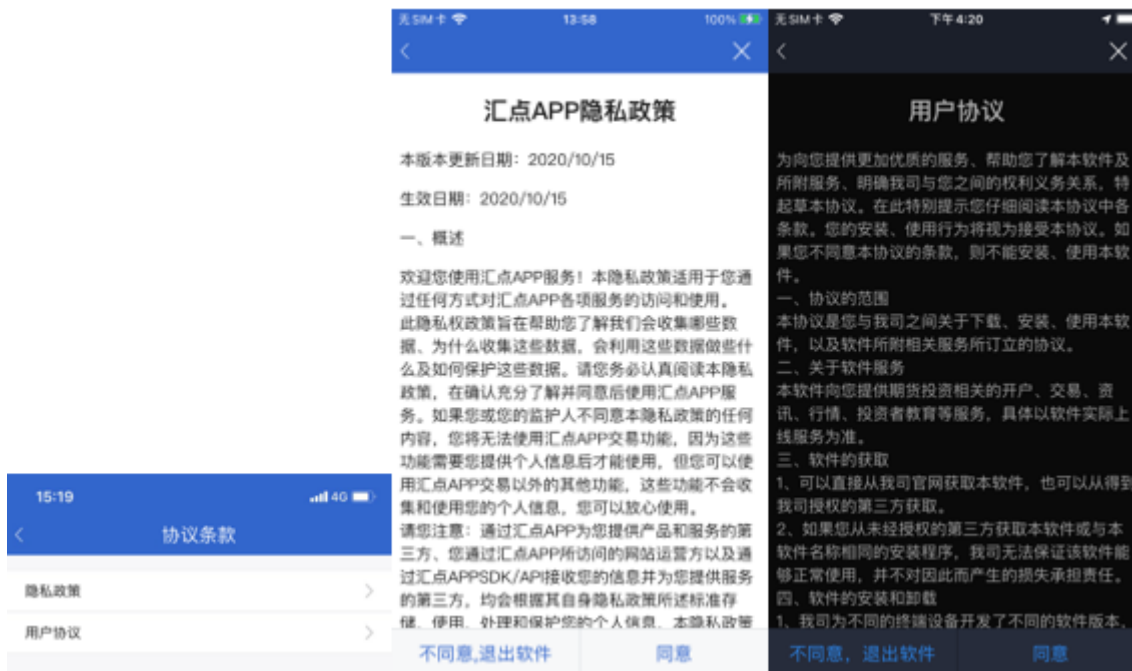 15:19
4G
协议条款
隐私政策
用户协议
无SIM卡
13:58
100%
汇点APP隐私政策
本版本更新日期：2020/10/15
生效日期：2020/10/15
一、概述
欢迎您使用汇点APP服务！本隐私政策适用于您通
过任何方式对汇点APP各项服务的访问和使用。
此隐私权政策旨在帮助您了解我们会收集哪些数
据、为什么收集这些数据，会利用这些数据做些什
么及如何保护这些数据。请您务必认真阅读本隐私
政策，在确认充分了解并同意后使用汇点APP服
务。如果您或您的监护人不同意本隐私政策的任何
内容，您将无法使用汇点APP交易功能，因为这些
功能需要您提供个人信息后才能使用，但您可以使
用汇点APP交易以外的其他功能，这些功能不会收
集和使用您的个人信息，您可以放心使用。
请您注意：通过汇点APP为您提供产品和服务的第
三方、您通过汇点APP所访问的网站运营方以及通
过汇点APPSDK/API接收您的信息并为您提供服务
的第三方，均会根据其自身隐私政策所述标准存
储、使用、处理和保护您的个人信息，本隐私政策
不同意,退出软件
同意
无SIM卡
下午4:20
用户协议
为向您提供更加优质的服务、帮助您了解本软件及
所附服务、明确我司与您之间的权利义务关系，特
起草本协议。在此特别提示您仔细阅读本协议中各
条款。您的安装、使用行为将视为接受本协议。如
果您不同意本协议的条款，则不能安装、使用本软
件。
一、协议的范围
本协议是您与我司之间关于下载、安装、使用本软
件，以及软件所附相关服务所订立的协议。
二、关于软件服务
本软件向您提供期货投资相关的开户、交易、资
讯、行情、投资者教育等服务，具体以软件实际上
线服务为准。
三、软件的获取
1、可以直接从我司官网获取本软件，也可以从得到
我司授权的第三方获取。
2、如果您从未经授权的第三方获取本软件或与本
软件名称相同的安装程序，我司无法保证该软件能
够正常使用，并不对因此而产生的损失承担责任。
四、软件的安装和卸载
1、我司为不同的终端设备开发了不同的软件版本，
不同意，退出软件
同意